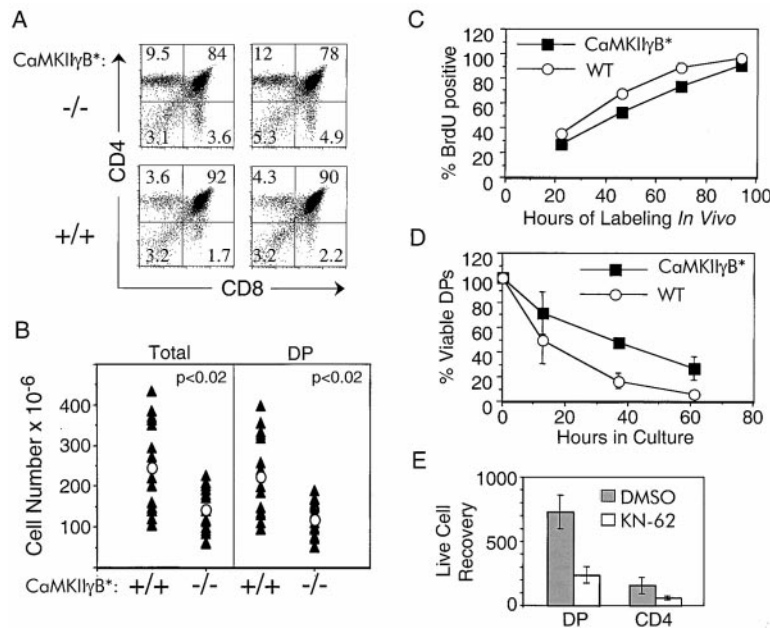 A
CaMKIIγB*:
9.5 84
12 78
-/-
3.1 3.6
5.3 4.9
CD4
3.6 92
4.3 90
+/+
3.2 1.7
3.2 2.2
CD8
B
Total DP
p<0.02 p<0.02
Cell Number x 10-6
400
300
200
100
CaMKIIγB*: +/+ -/- +/+ -/-
C
% BrdU positive
120
100
80
60
40
20
0
CaMKIIγB*
WT
0 20 40 60 80 100
Hours of Labeling In Vivo
D
% Viable DPs
120
100
80
60
40
20
0
CaMKIIγB*
WT
0 20 40 60 80
Hours in Culture
E
Live Cell
Recovery
1000
500
0
DMSO
KN-62
DP CD4